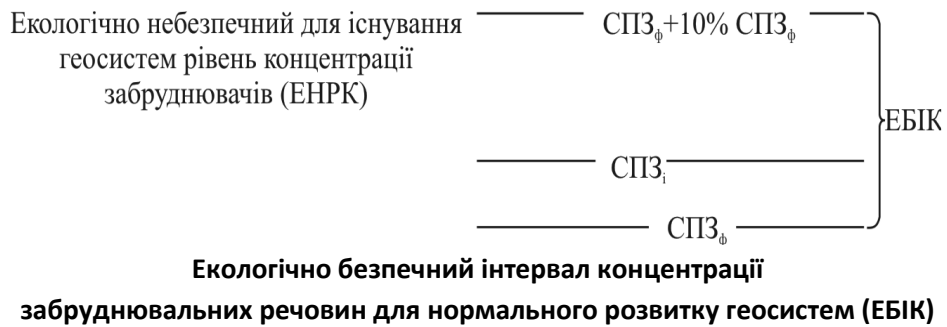 Екологічно небезпечний для існування
геосистем рівень концентрації
забруднювачів (ЕНРК)
СПЗф+10% СПЗф
ЕБІК
СПЗі
СПЗф
Екологічно безпечний інтервал концентрації
забруднювальних речовин для нормального розвитку геосистем (ЕБІК)